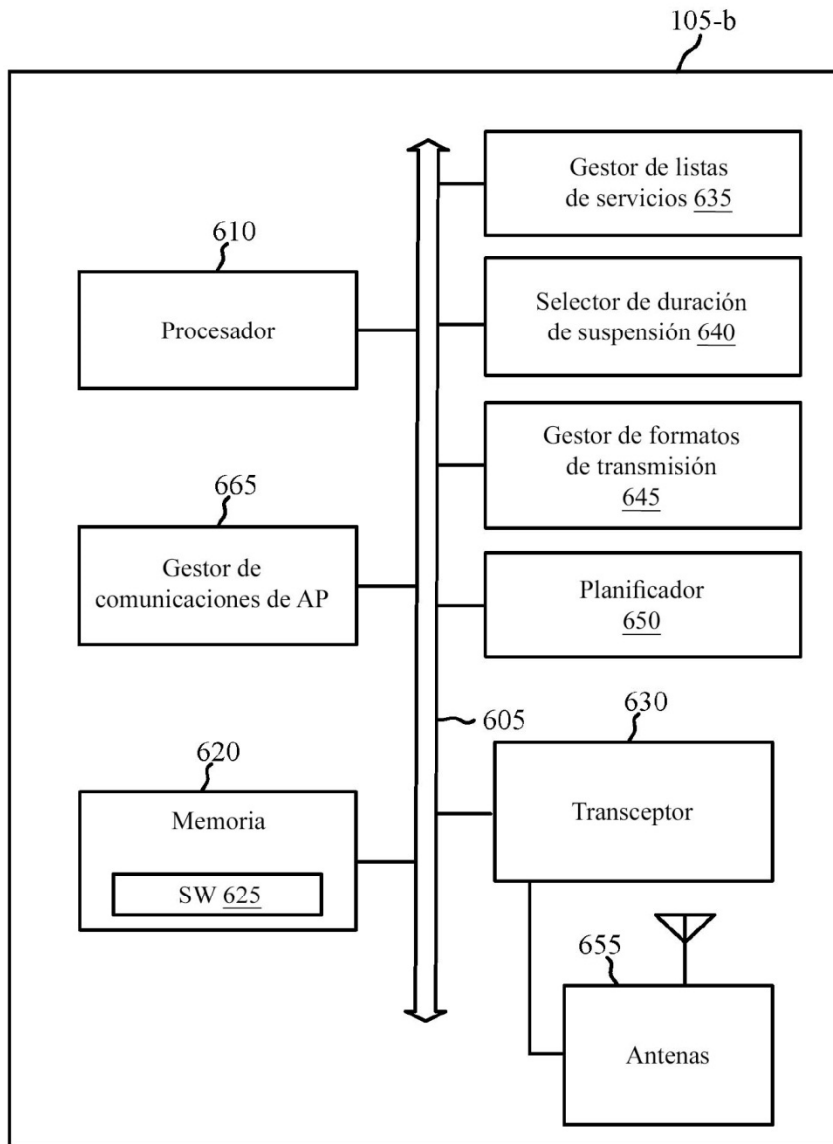 105-b
Gestor de listas
de servicios 635
610
Procesador
Selector de duración
de suspensión 640
Gestor de formatos
de transmisión
645
665
Gestor de
comunicaciones de AP
Planificador
650
605
630
620
Memoria
SW 625
Transceptor
655
Antenas